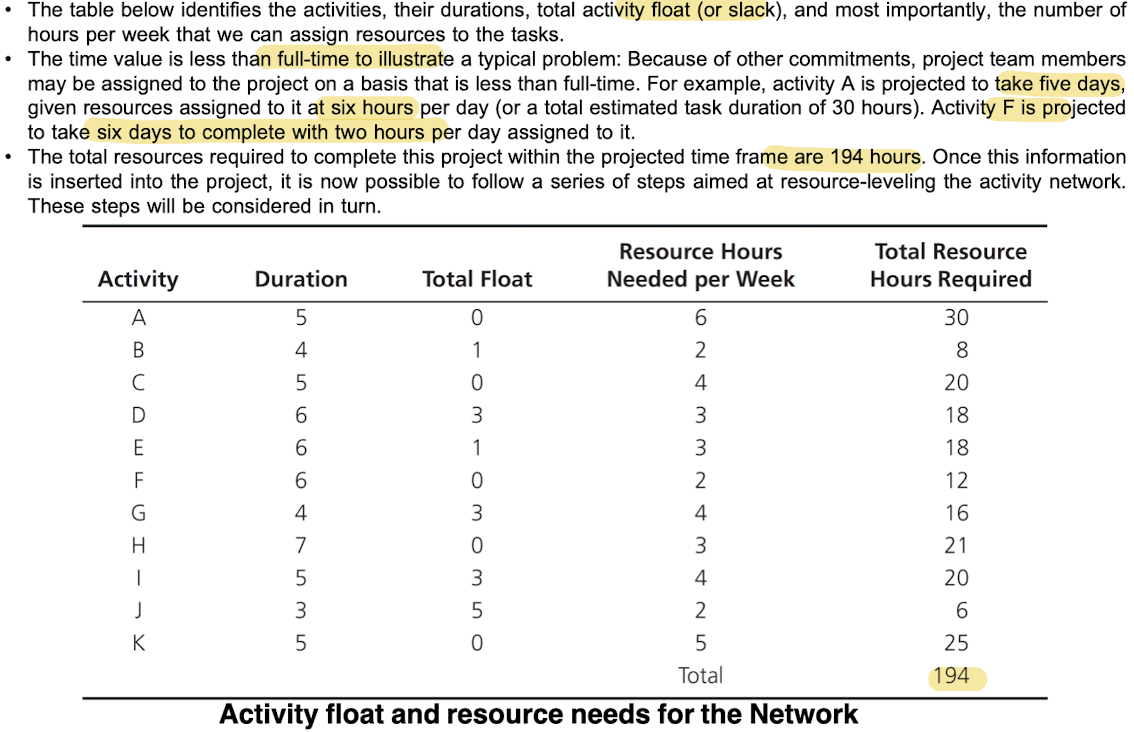 • The table below identifies the activities, their durations, total activity float (or slack), and most importantly, the number of
hours per week that we can assign resources to the tasks.
• The time value is less than full-time to illustrate a typical problem: Because of other commitments, project team members
may be assigned to the project on a basis that is less than full-time. For example, activity A is projected to take five days,
given resources assigned to it at six hours per day (or a total estimated task duration of 30 hours). Activity F is projected
to take six days to complete with two hours per day assigned to it.
• The total resources required to complete this project within the projected time frame are 194 hours. Once this information
is inserted into the project, it is now possible to follow a series of steps aimed at resource-leveling the activity network.
These steps will be considered in turn.
Resource Hours Total Resource
Activity Duration Total Float Needed per Week Hours Required
A 5 0 6 30
B 4 1 2 8
C 5 0 4 20
D 6 3 3 18
E 6 1 3 18
F 6 0 2 12
G 4 3 4 16
H 7 0 3 21
I 5 3 4 20
J 3 5 2 6
K 5 0 5 25
Total 194
Activity float and resource needs for the Network